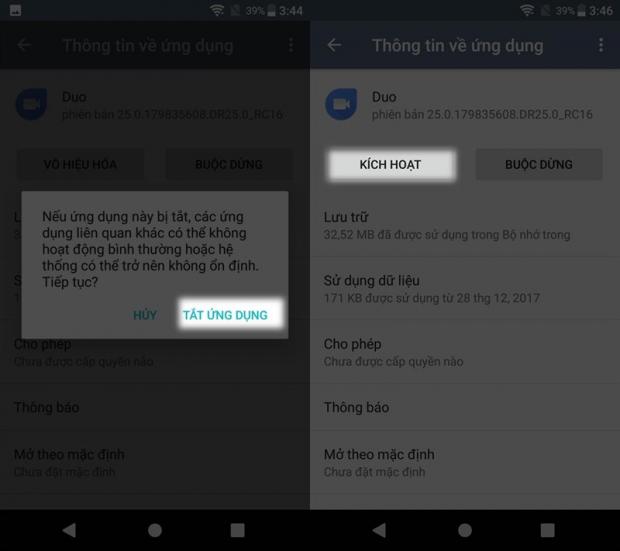 39% 3:44
Thông tin về ứng dụng
Duo
phiên bản 25.0.179835608.DR25.0_RC16
VÔ HIỆU HÓA
BUỘC DỪNG
Nếu ứng dụng này bị tắt, các ứng
dụng liên quan khác có thể không
hoạt động bình thường hoặc hệ
thống có thể trở nên không ổn định.
Tiếp tục?
HỦY
TẮT ỨNG DỤNG
Cho phép
Chưa được cấp quyền nào
Thông báo
Mở theo mặc định
Chưa đặt mặc định
39% 3:46
Thông tin về ứng dụng
Duo
phiên bản 25.0.179835608.DR25.0_RC16
KÍCH HOẠT
BUỘC DỪNG
Lưu trữ
32,52 MB đã được sử dụng trong Bộ nhớ trong
Sử dụng dữ liệu
171 KB được sử dụng từ 28 thg 12, 2017
Cho phép
Chưa được cấp quyền nào
Thông báo
Mở theo mặc định
Chưa đặt mặc định